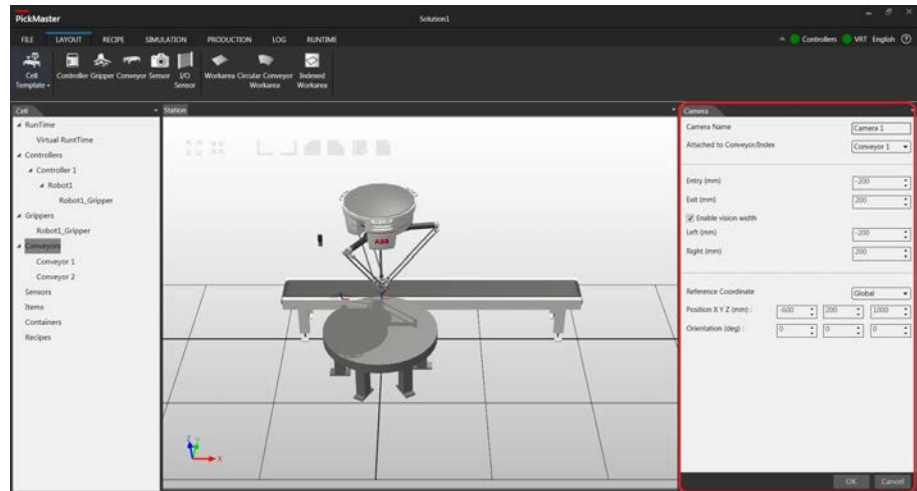 PickMaster
Solution1
FILE LAYOUT RECIPE SIMULATION PRODUCTION LOG RUNTIME
Controllers VRT English
Cell Template
Controller Gripper Conveyor Sensor I/O Sensor
Workarea Circular Conveyor Workarea Indexed Workarea
Cell
RunTime
Virtual RuntTime
Controllers
Controller 1
Robot1
Robot1_Gripper
Grippers
Robot1_Gripper
Conveyors
Conveyor 1
Conveyor 2
Sensors
Items
Containers
Recipes
Station
ABB
Z Y
X
Camera
Camera Name Camera 1
Attached to Conveyor/Index Conveyor 1
Entry (mm) -200
Exit (mm) 200
Enable vision width
Left (mm) -200
Right (mm) 200
Reference Coordinate Global
Position X Y Z (mm) : -600 200 1000
Orientation (deg) : 0 0 0
OK Cancel